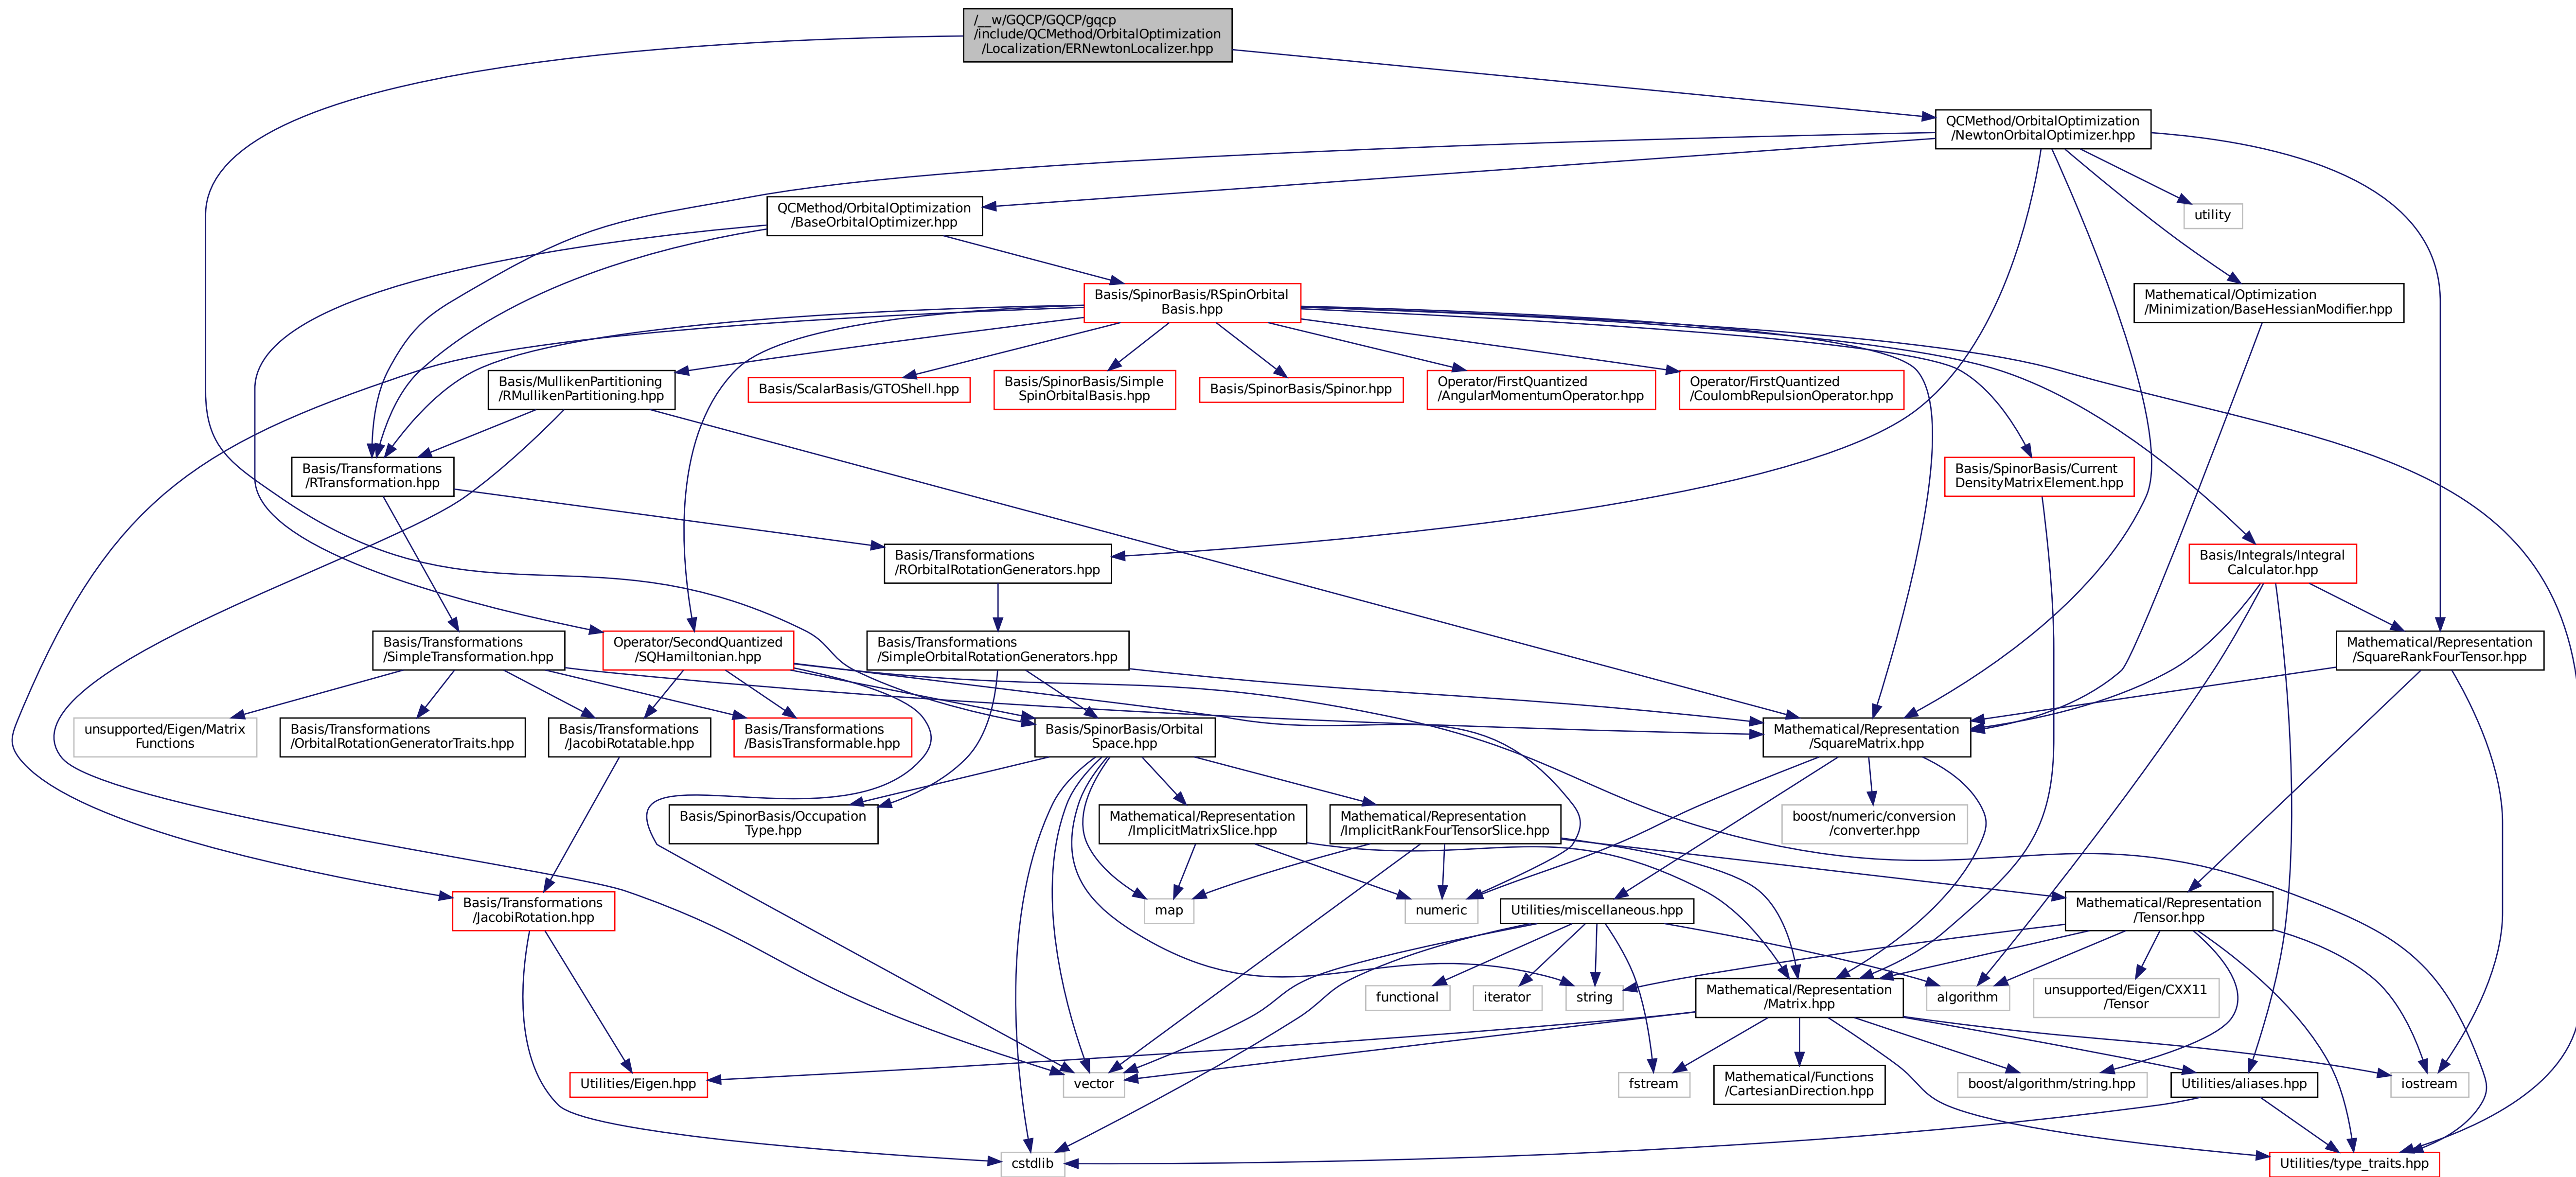 /__w/GQCP/GQCP/gqcp
/include/QCMethod/OrbitalOptimization
/Localization/ERNewtonLocalizer.hpp
QCMethod/OrbitalOptimization
/NewtonOrbitalOptimizer.hpp
QCMethod/OrbitalOptimization
/BaseOrbitalOptimizer.hpp
utility
Basis/SpinorBasis/RSpinOrbital
Basis.hpp
Mathematical/Optimization
/Minimization/BaseHessianModifier.hpp
Basis/MullikenPartitioning
/RMullikenPartitioning.hpp
Basis/ScalarBasis/GTOShell.hpp
Basis/SpinorBasis/Simple
SpinOrbitalBasis.hpp
Basis/SpinorBasis/Spinor.hpp
Operator/FirstQuantized
/AngularMomentumOperator.hpp
Operator/FirstQuantized
/CoulombRepulsionOperator.hpp
Basis/Transformations
/RTransformation.hpp
Basis/SpinorBasis/Current
DensityMatrixElement.hpp
Basis/Transformations
/ROrbitalRotationGenerators.hpp
Basis/Integrals/Integral
Calculator.hpp
Basis/Transformations
/SimpleTransformation.hpp
Operator/SecondQuantized
/SQHamiltonian.hpp
Basis/Transformations
/SimpleOrbitalRotationGenerators.hpp
Mathematical/Representation
/SquareRankFourTensor.hpp
unsupported/Eigen/Matrix
Functions
Basis/Transformations
/OrbitalRotationGeneratorTraits.hpp
Basis/Transformations
/JacobiRotatable.hpp
Basis/Transformations
/BasisTransformable.hpp
Basis/SpinorBasis/Orbital
Space.hpp
Mathematical/Representation
/SquareMatrix.hpp
Basis/SpinorBasis/Occupation
Type.hpp
Mathematical/Representation
/ImplicitMatrixSlice.hpp
Mathematical/Representation
/ImplicitRankFourTensorSlice.hpp
boost/numeric/conversion
/converter.hpp
Basis/Transformations
/JacobiRotation.hpp
map
numeric
Utilities/miscellaneous.hpp
Mathematical/Representation
/Tensor.hpp
functional
iterator
string
Mathematical/Representation
/Matrix.hpp
algorithm
unsupported/Eigen/CXX11
/Tensor
Utilities/Eigen.hpp
vector
fstream
Mathematical/Functions
/CartesianDirection.hpp
boost/algorithm/string.hpp
Utilities/aliases.hpp
iostream
cstdlib
Utilities/type_traits.hpp